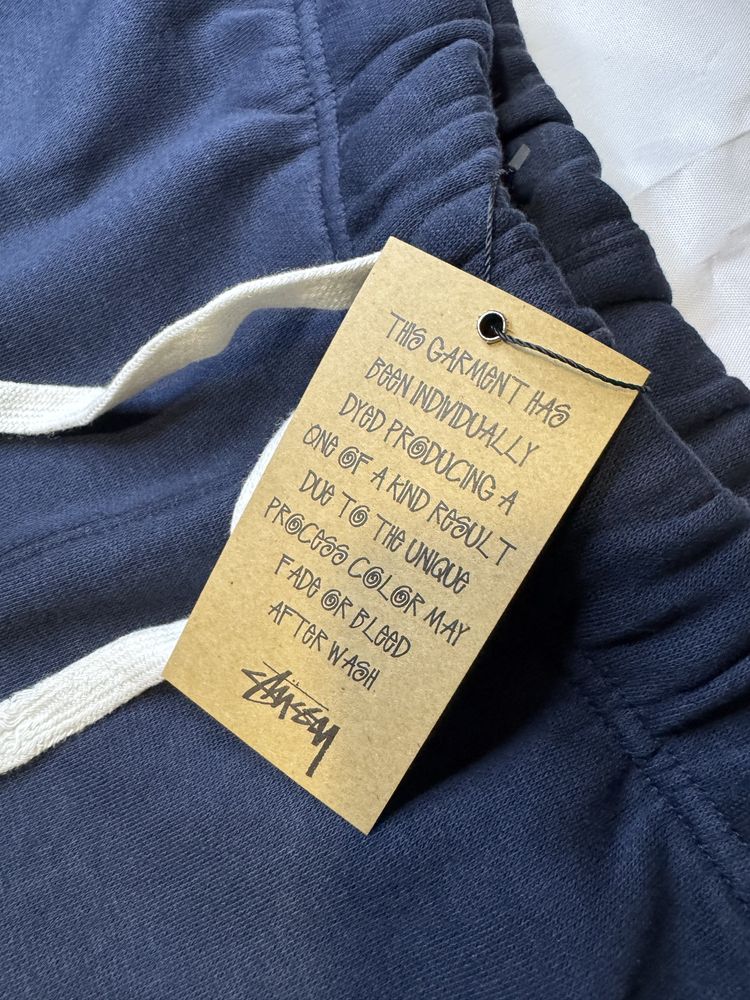 THIS GARMENT HAS
BEEN INDIVIDUALLY
DYED PRODUCING A
ONE OF A KIND RESULT
DUE TO THE UNIQUE
PROCESS COLOR MAY
FADE OR BLEED
AFTER WASH
STÜSSY